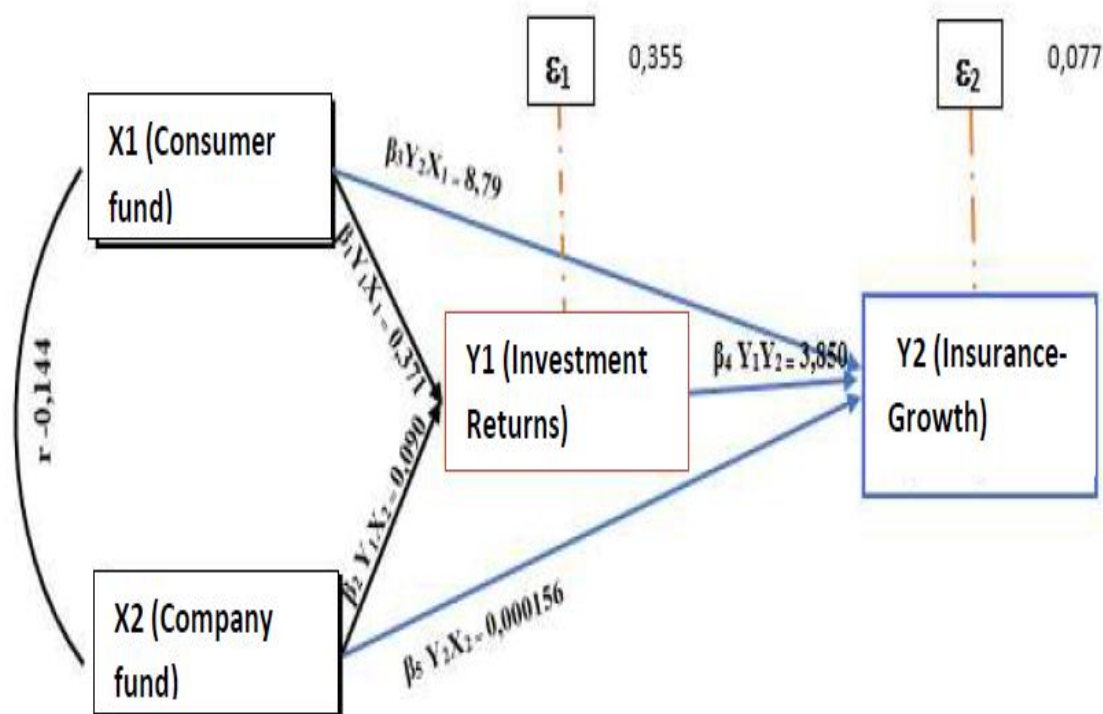 ε₁
0,355
ε₂
0,077
X1 (Consumer
fund)
β₃Y₂X₁ = 8,79
β₁Y₁X₁ = 0,371
r -0,144
Y1 (Investment
Returns)
β₄ Y₁Y₂ = 3,850
Y2 (Insurance-
Growth)
β₂ Y₁X₂ = 0,090
X2 (Company
fund)
β₅ Y₂X₂ = 0,000156